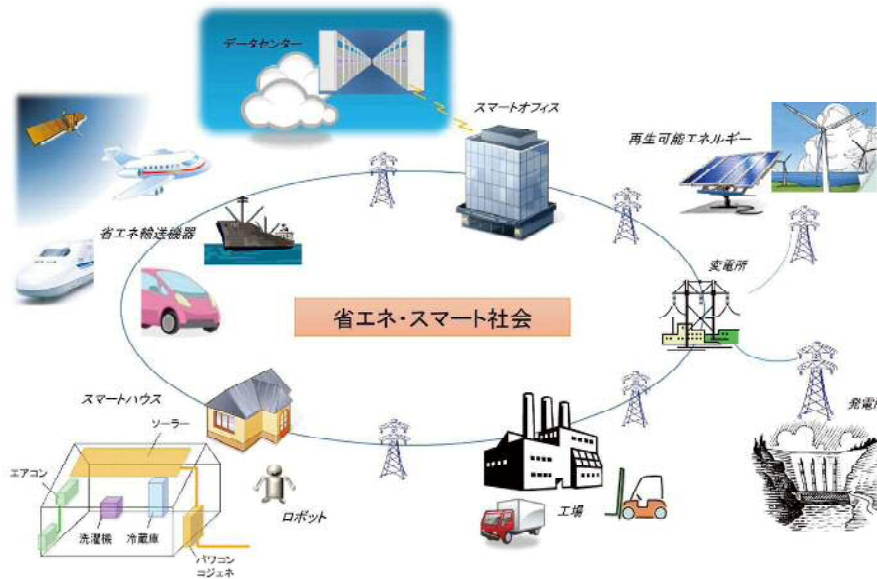 データセンター
スマートオフィス
再生可能エネルギー
省エネ輸送機器
変電所
省エネ・スマート社会
スマートハウス
ソーラー
発電所
エアコン
洗濯機
冷蔵庫
ロボット
工場
パワコン
コジェネ